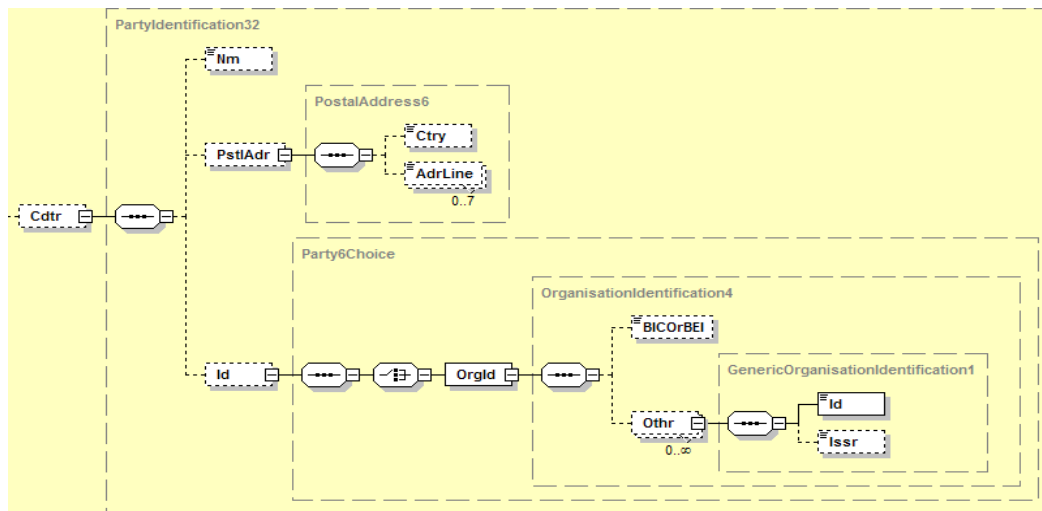 PartyIdentification32
Nm
PostalAddress6
PstlAdr
Ctry
AdrLine
0..7
Cdtr
Party6Choice
OrganisationIdentification4
BICOrBEI
Id
OrgId
GenericOrganisationIdentification1
Id
Othr
0..∞
Issr